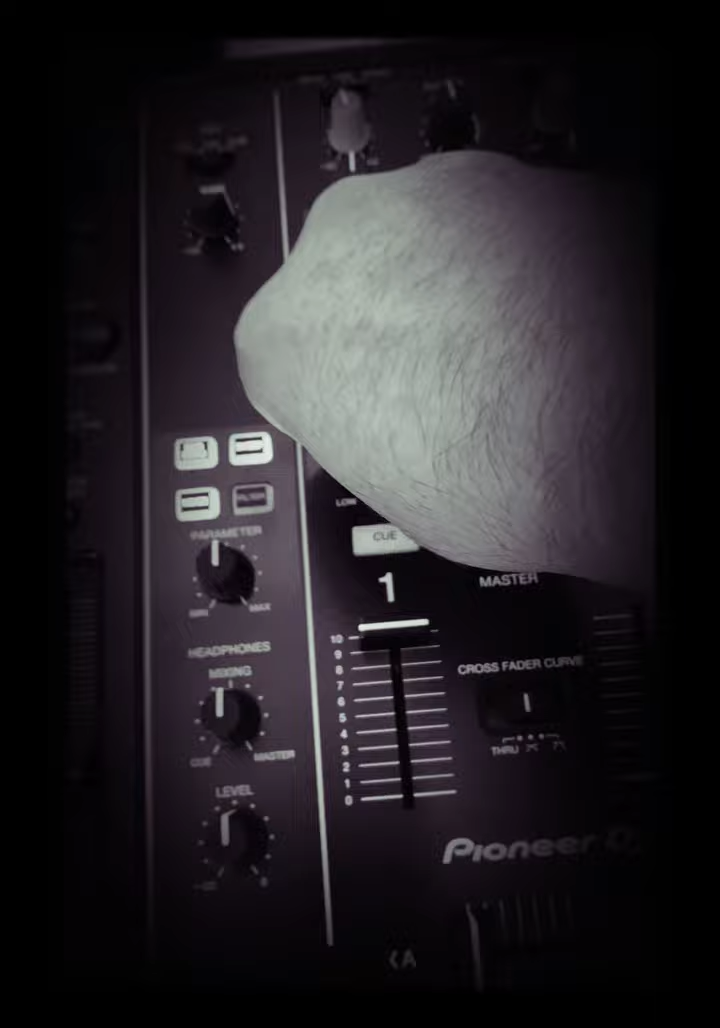 LOW
CUE
FILTER
PARAMETER
MIN MAX
1
MASTER
HEADPHONES
MIXING
10
9
8
7
6
5
4
3
2
1
0
CROSS FADER CURVE
THRU
CUE MASTER
LEVEL
Pioneer
A